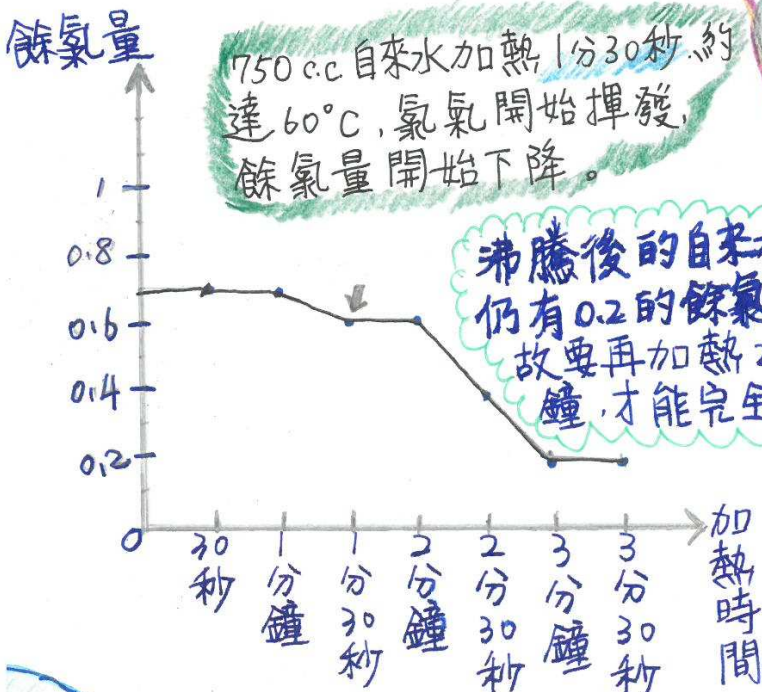 餘氯量
750 c.c 自來水加熱1分30秒.約
達60°C,氯氣開始揮發,
餘氯量開始下降。
沸騰後的自來
仍有0.2的餘氯
故要再加熱
鐘,才能完全
1
0.8
0.6
0.4
0.2
0
30秒
1分鐘
1分30秒
2分鐘
2分30秒
3分鐘
3分30秒
加熱時間